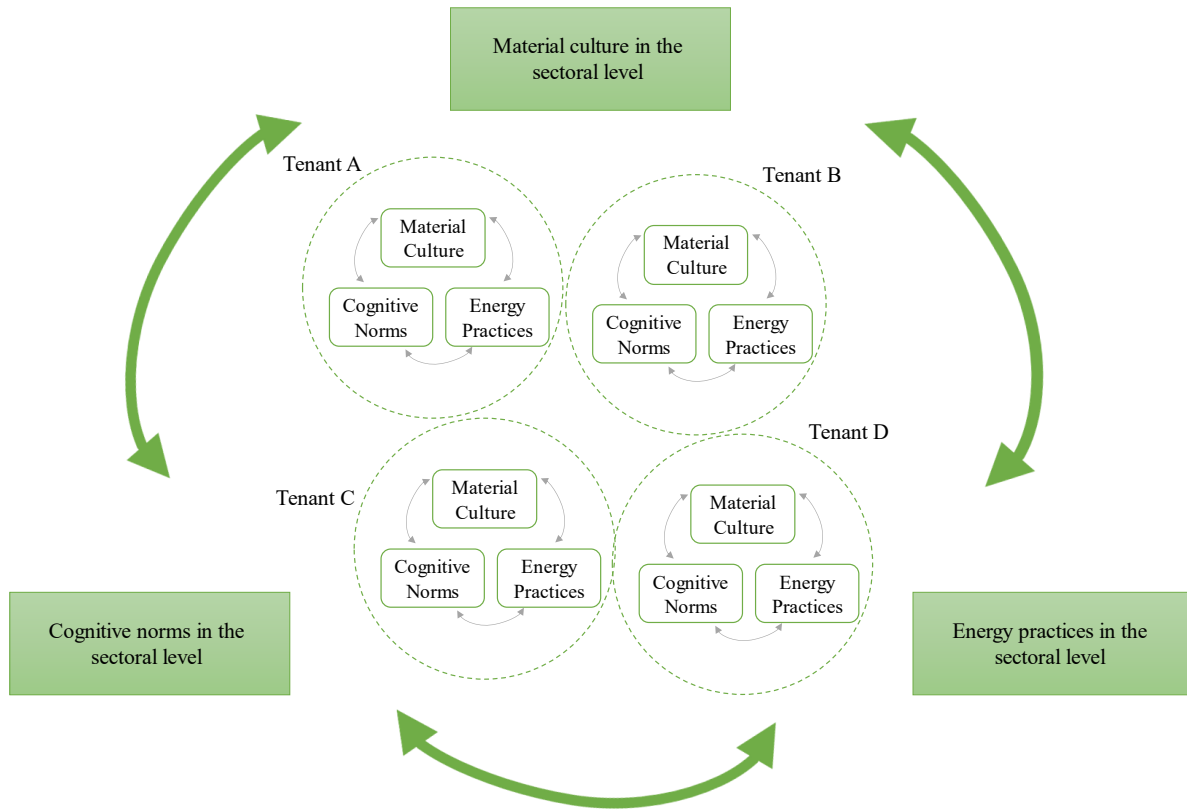 Material culture in the
sectoral level
Tenant A
Material
Culture
Cognitive
Norms
Energy
Practices
Tenant B
Material
Culture
Cognitive
Norms
Energy
Practices
Tenant C
Material
Culture
Cognitive
Norms
Energy
Practices
Tenant D
Material
Culture
Cognitive
Norms
Energy
Practices
Cognitive norms in the
sectoral level
Energy practices in the
sectoral level